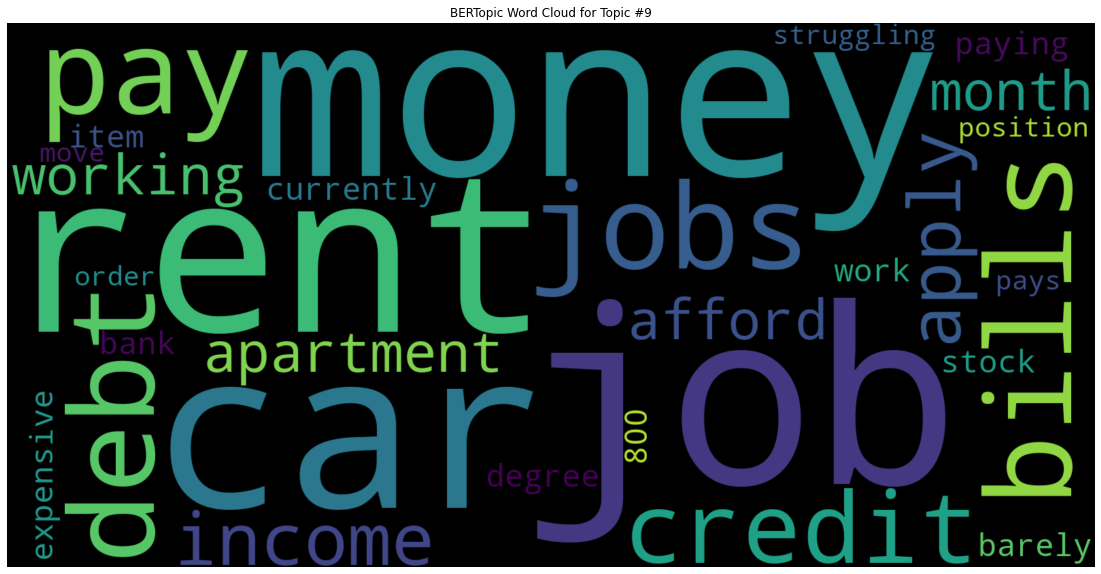 BERTopic Word Cloud for Topic #9
struggling
paying
pay
money
month
item
position
move
working
currently
rent
jobs
apply
bills
order
work
pays
bank
afford
apartment
stock
debt
car
job
expensive
800
degree
income
credit
barely